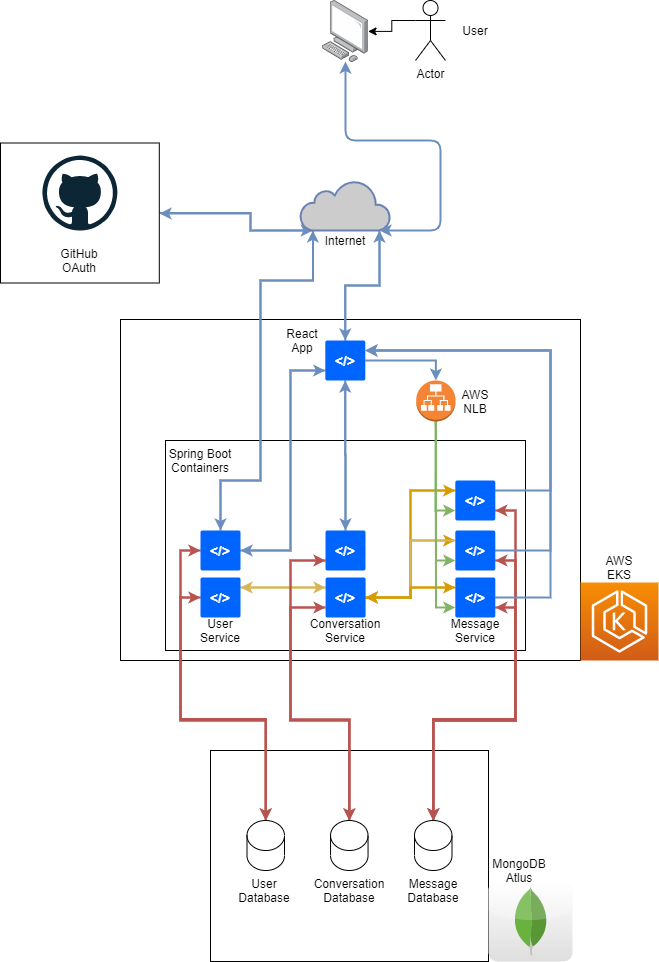 User
Actor
GitHub
OAuth
Internet
React
App
</>
AWS
NLB
Spring Boot
Containers
</>
</>
</>
</>
</>
</>
</>
User
Service
Conversation
Service
Message
Service
AWS
EKS
K
MongoDB
Atlus
User
Database
Conversation
Database
Message
Database